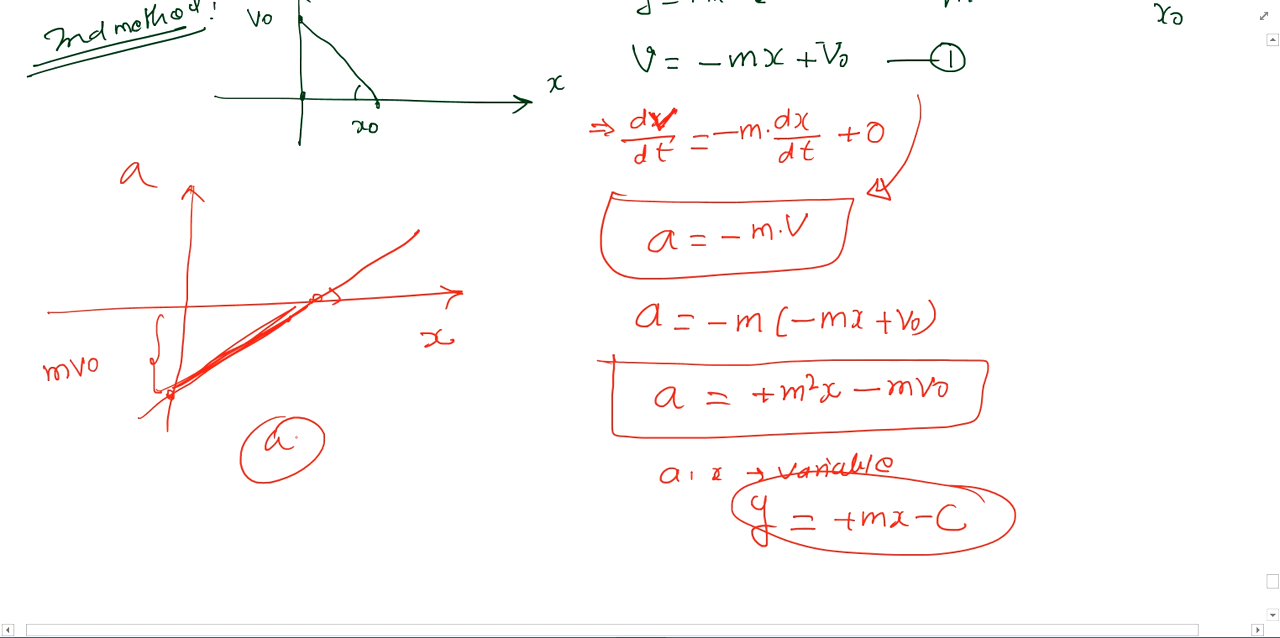 2nd method!
V0
x
x0
x0
V = -mx + V0 —①
⇒ dv/dt = -m. dx/dt + 0
a = -m.V
a = -m(-mx + V0)
a = +m²x - mV0
a, x → variable
y = +mx - C
a
x
mV0
a.